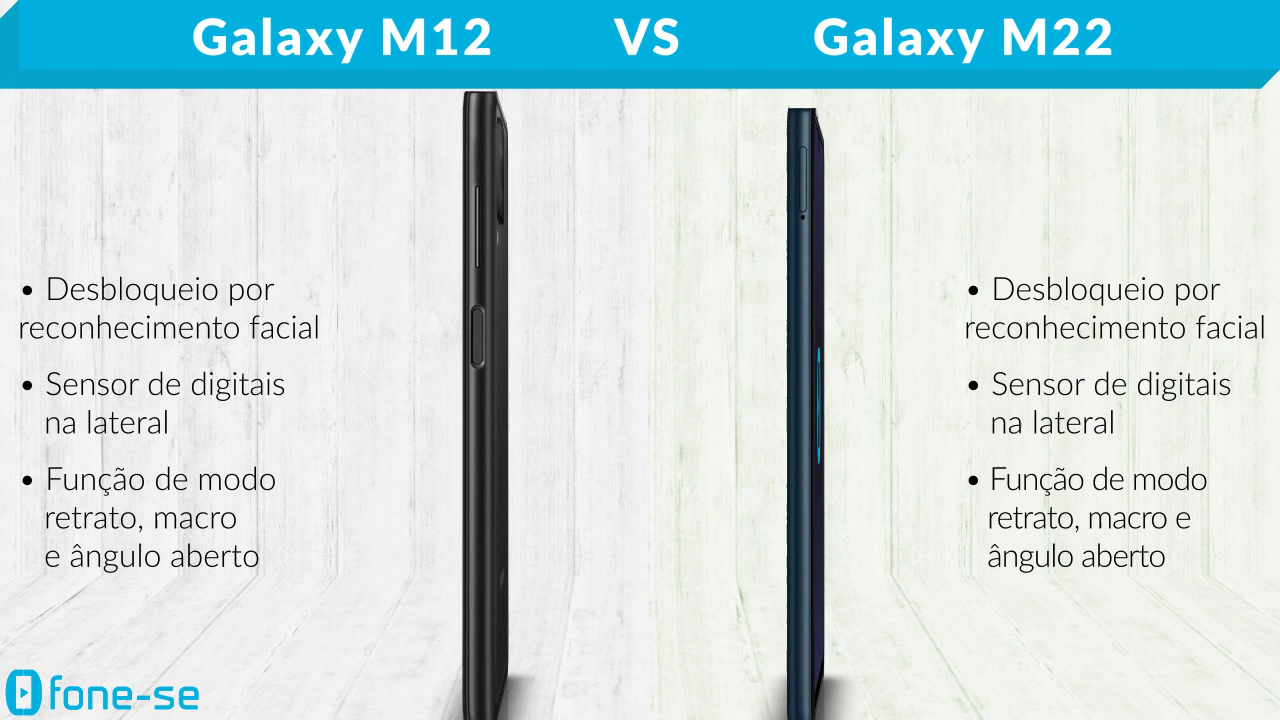 Galaxy M12 VS Galaxy M22
• Desbloqueio por
reconhecimento facial
• Sensor de digitais
na lateral
• Função de modo
retrato, macro
e ângulo aberto
• Desbloqueio por
reconhecimento facial
• Sensor de digitais
na lateral
• Função de modo
retrato, macro e
ângulo aberto
fone-se